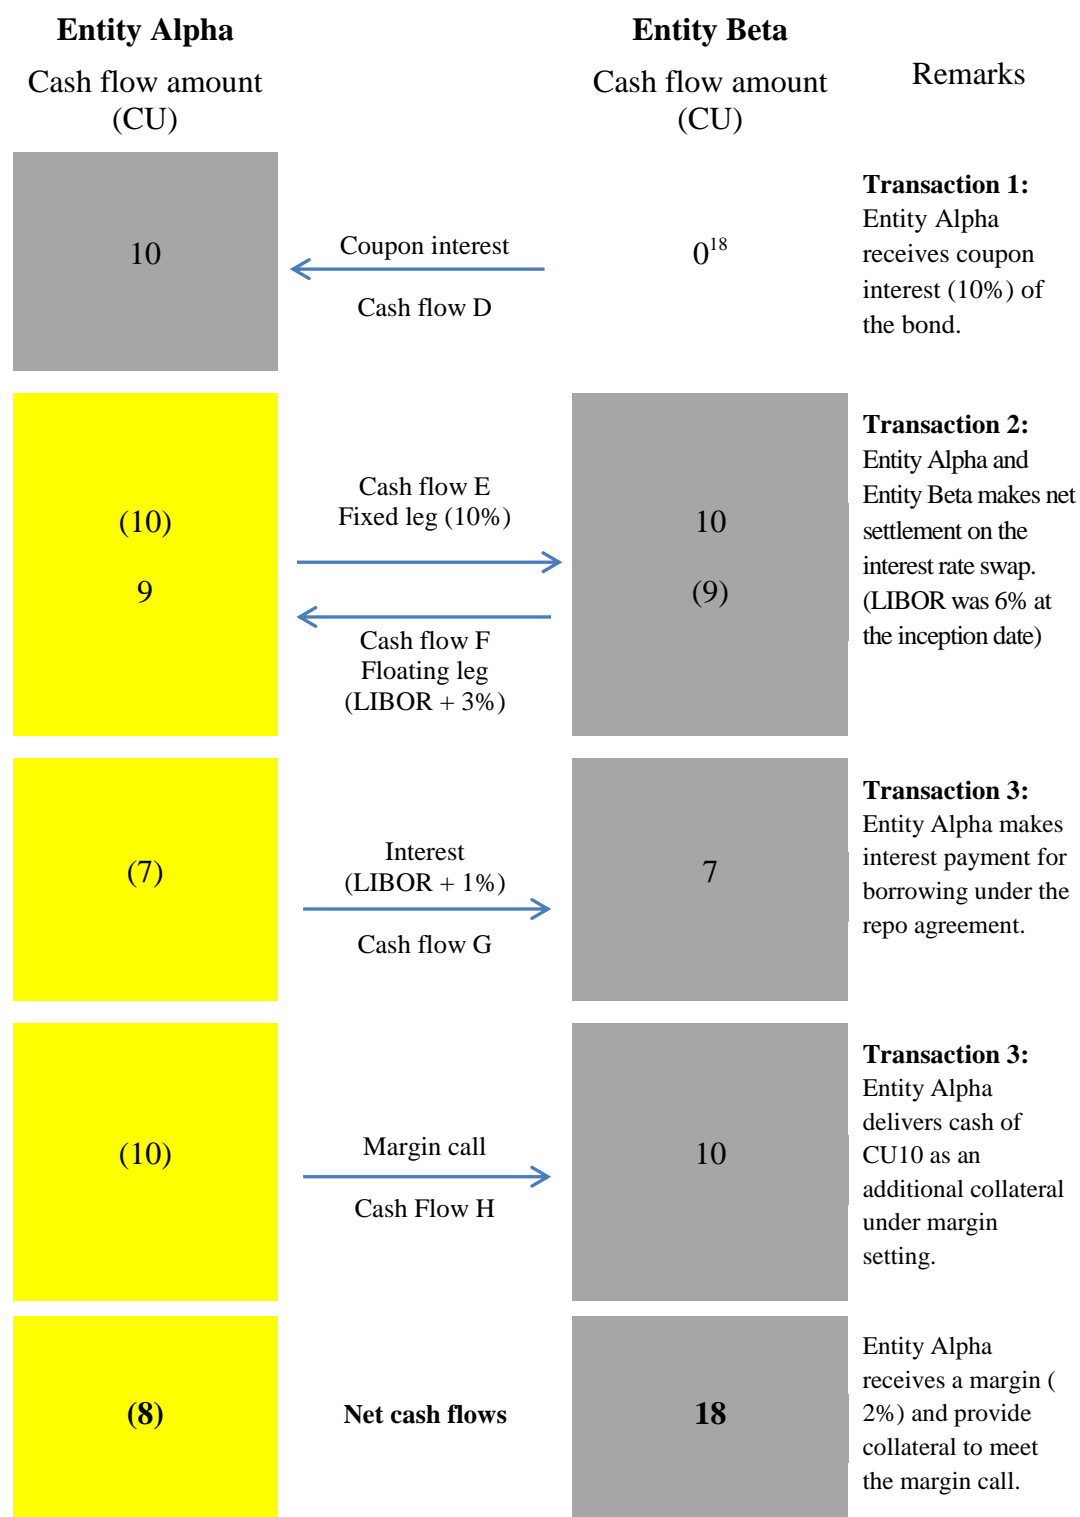 Entity Alpha
Entity Beta
Cash flow amount
(CU)
Cash flow amount
(CU)
Remarks
10
Coupon interest
Cash flow D
0¹⁸
Transaction 1:
Entity Alpha
receives coupon
interest (10%) of
the bond.
(10)
9
Cash flow E
Fixed leg (10%)
Cash flow F
Floating leg
(LIBOR + 3%)
10
(9)
Transaction 2:
Entity Alpha and
Entity Beta makes net
settlement on the
interest rate swap.
(LIBOR was 6% at
the inception date)
(7)
Interest
(LIBOR + 1%)
Cash flow G
7
Transaction 3:
Entity Alpha makes
interest payment for
borrowing under the
repo agreement.
(10)
Margin call
Cash Flow H
10
Transaction 3:
Entity Alpha
delivers cash of
CU10 as an
additional collateral
under margin
setting.
(8)
Net cash flows
18
Entity Alpha
receives a margin (
2%) and provide
collateral to meet
the margin call.